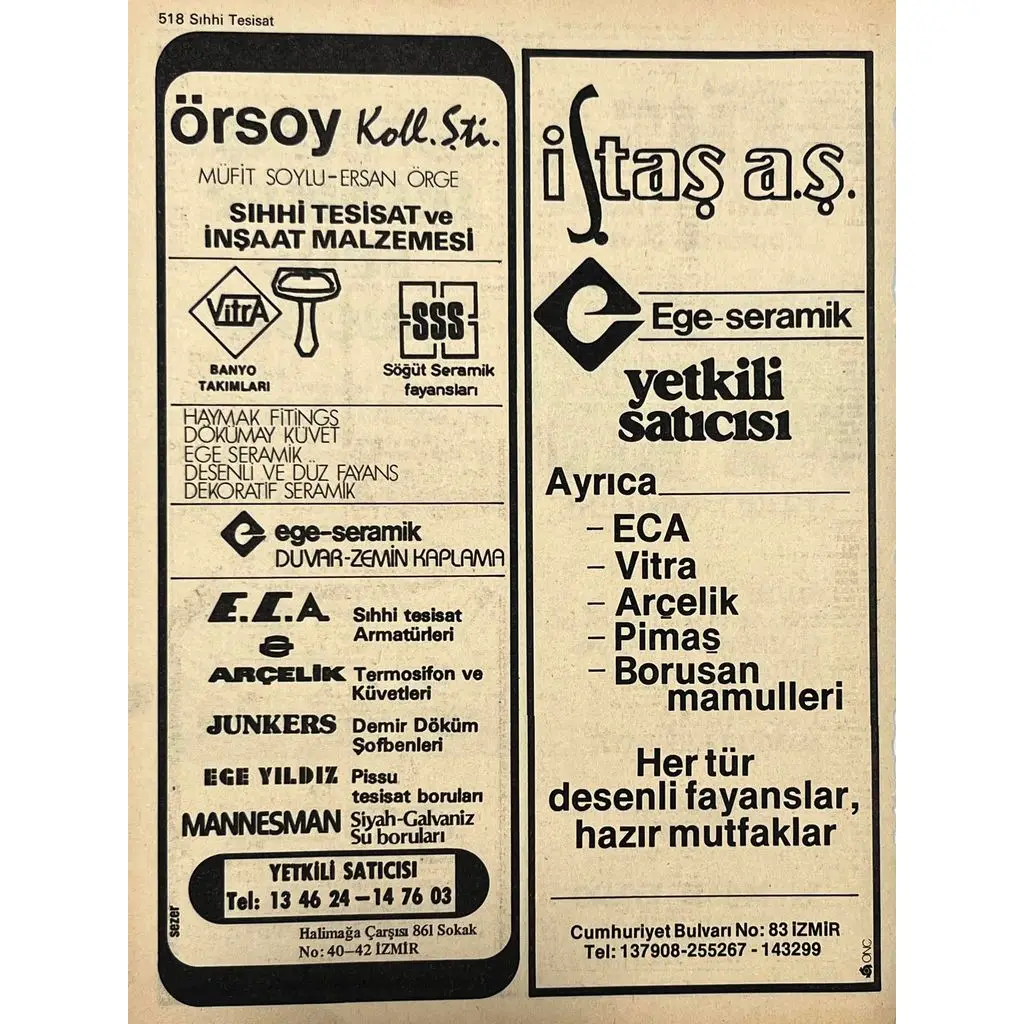 518 Sıhhi Tesisat
örsoy Koll. Şti.
MÜFİT SOYLU-ERSAN ÖRGE
SIHHİ TESİSAT ve
İNŞAAT MALZEMESİ
VitrA
BANYO
TAKIMLARI
SSS
Söğüt Seramik
fayansları
HAYMAK FİTİNGS
DÖKÜMAY KÜVET
EGE SERAMİK
DESENLİ VE DÜZ FAYANS
DEKORATİF SERAMİK
ege-seramik
DUVAR-ZEMİN KAPLAMA
E.C.A. Sıhhi tesisat
Armatürleri
ARÇELİK Termosifon ve
Küvetleri
JUNKERS Demir Döküm
Şofbenleri
EGE YILDIZ Pissu
tesisat boruları
MANNESMAN Siyah-Galvaniz
Su boruları
YETKİLİ SATICISI
Tel: 13 46 24-14 76 03
Halimağa Çarşısı 861 Sokak
No: 40-42 İZMİR
sezer
iştaş a.ş.
Ege-seramik
yetkili
satıcısı
Ayrıca
- ECA
- Vitra
- Arçelik
- Pimaş
- Borusan
mamulleri
Her tür
desenli fayanslar,
hazır mutfaklar
Cumhuriyet Bulvarı No: 83 İZMİR
Tel: 137908-255267 - 143299
ONC